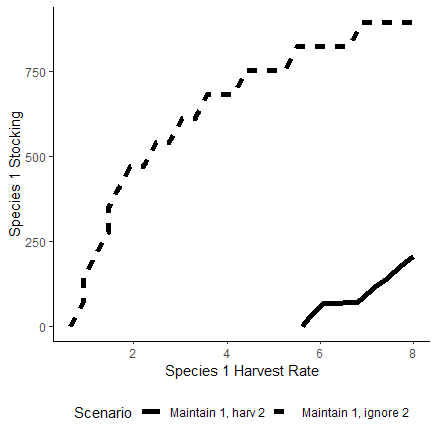 Species 1 Stocking
750
500
250
0
2 4 6 8
Species 1 Harvest Rate
Scenario Maintain 1, harv 2 Maintain 1, ignore 2